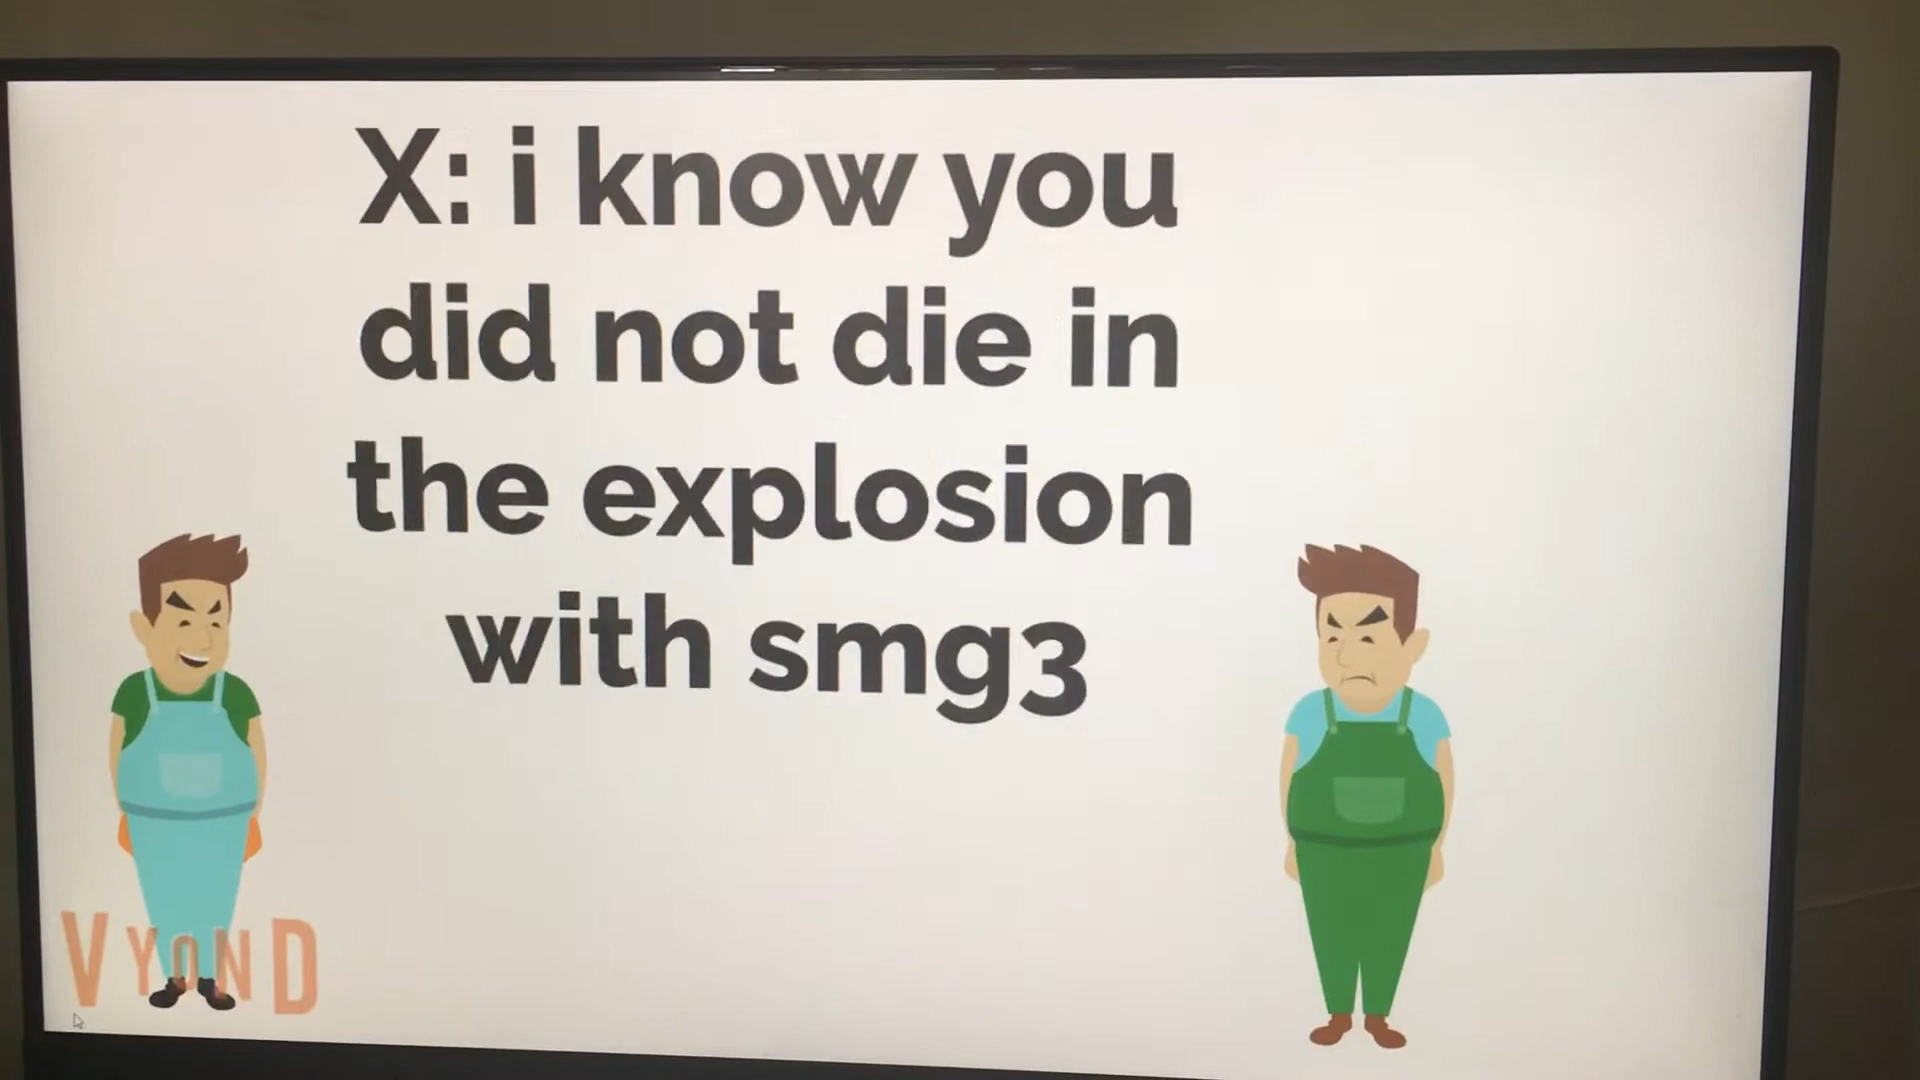 X: i know you
did not die in
the explosion
with smg3
VYOND